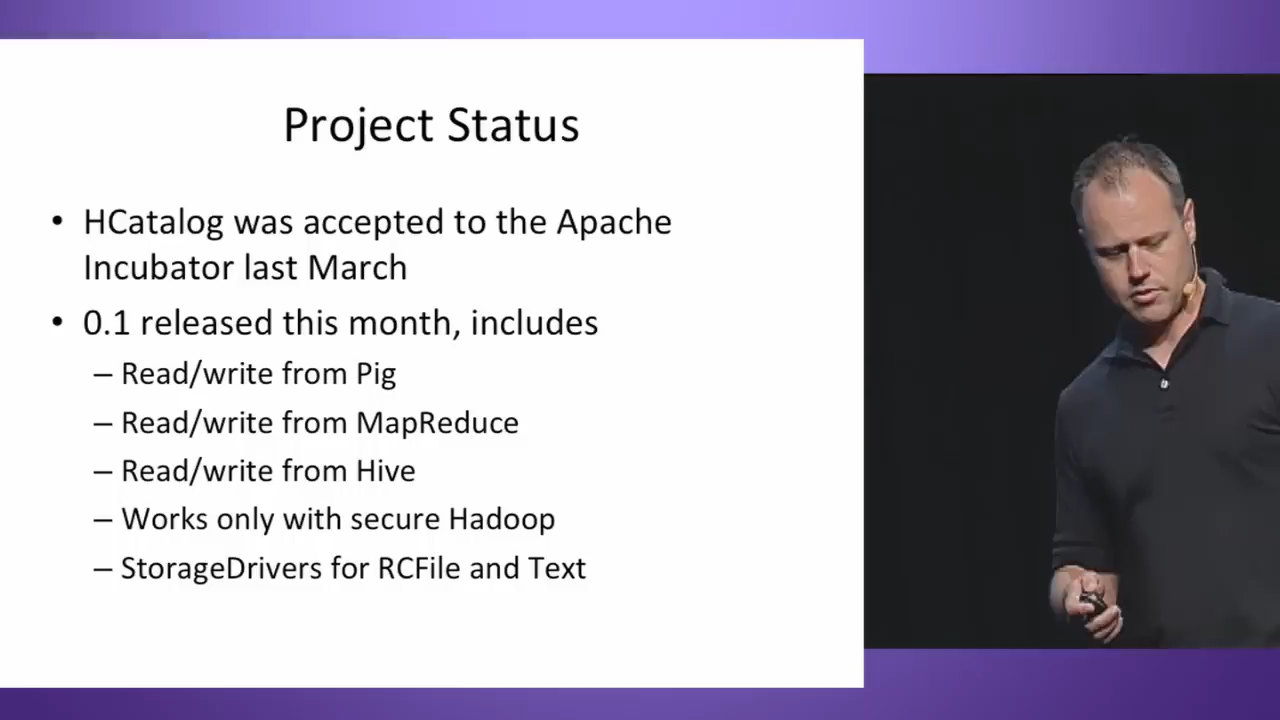 Project Status
• HCatalog was accepted to the Apache
Incubator last March
• 0.1 released this month, includes
– Read/write from Pig
– Read/write from MapReduce
– Read/write from Hive
– Works only with secure Hadoop
– StorageDrivers for RCFile and Text